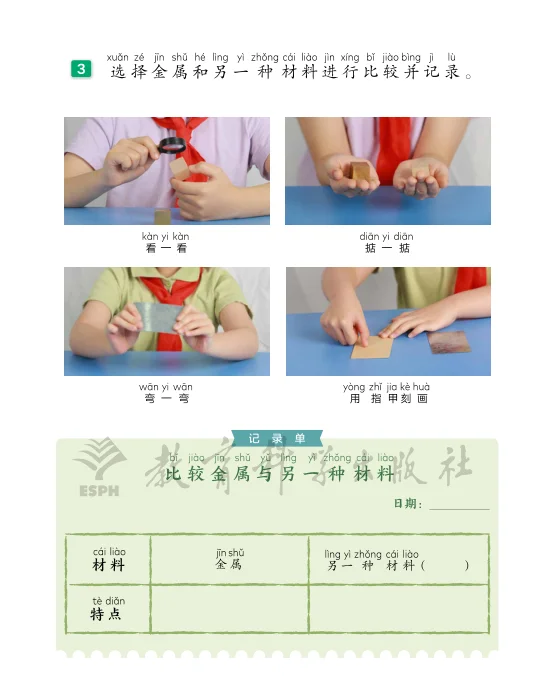 xuǎn zé jīn shǔ hé lìng yì zhǒng cái liào jìn xíng bǐ jiào bìng jì lù
3 选择金属和另一种材料进行比较并记录。
kàn yi kàn
看一看
diān yi diān
掂一掂
wān yi wān
弯一弯
yòng zhǐ jia kè huà
用指甲刻画
记录单
bǐ jiào jīn shǔ yǔ lìng yì zhǒng cái liào
比较金属与另一种材料
ESPH 教育科学出版社
日期：
cái liào
材料
jīn shǔ
金属
lìng yì zhǒng cái liào
另一种材料( )
tè diǎn
特点